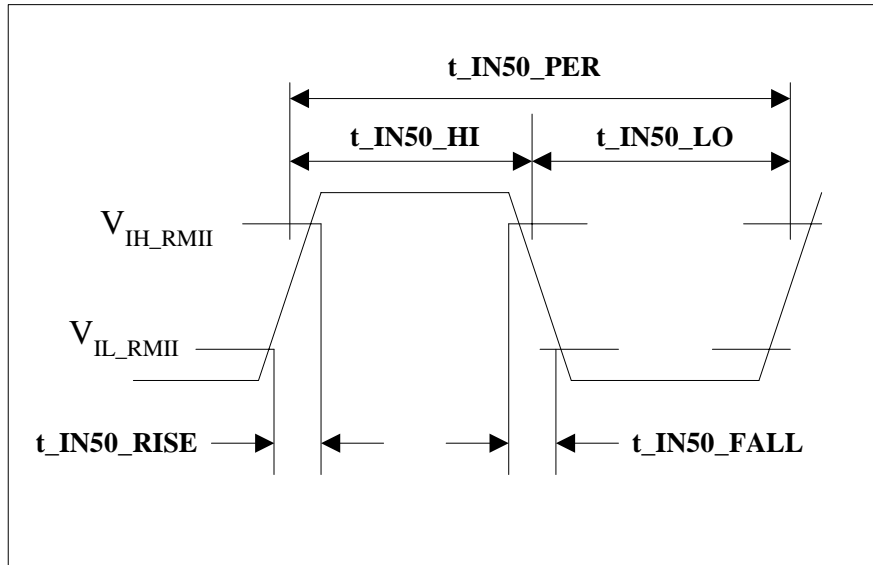 t_IN50_PER
t_IN50_HI
t_IN50_LO
V_IH_RMII
V_IL_RMII
t_IN50_RISE
t_IN50_FALL